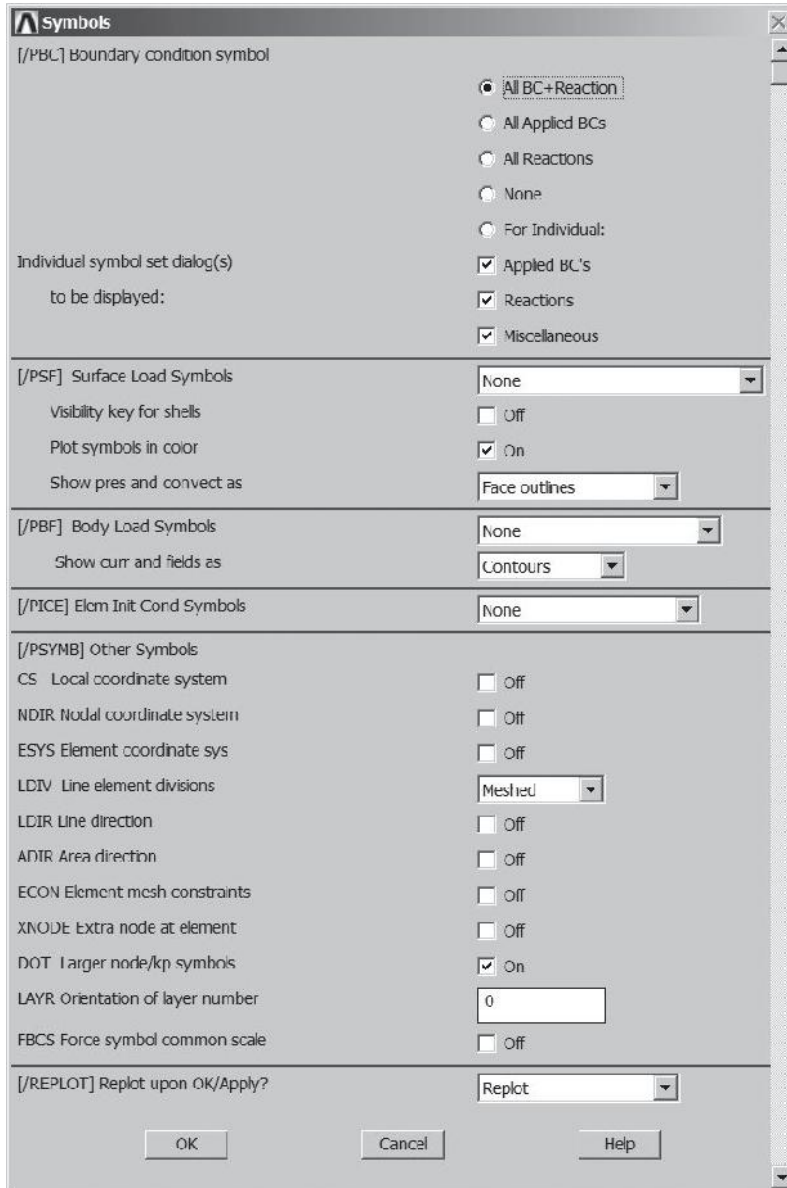 Symbols
[/PBC] Boundary condition symbol
All BC+Reaction
All Applied BCs
All Reactions
None
For Individual:
Individual symbol set dialog(s)
Applied BC's
to be displayed:
Reactions
Miscellaneous
[/PSF] Surface Load Symbols
None
Visibility key for shells
Off
Plot symbols in color
On
Show pres and convect as
Face outlines
[/PBF] Body Load Symbols
None
Show curr and fields as
Contours
[/PICE] Elem Init Cond Symbols
None
[/PSYMB] Other Symbols
CS Local coordinate system
Off
NDIR Nodal coordinate system
Off
ESYS Element coordinate sys
Off
LDIV Line element divisions
Meshed
LDIR Line direction
Off
ADIR Area direction
Off
ECON Element mesh constraints
Off
XNODE Extra node at element
Off
DOT Larger node/kp symbols
On
LAYR Orientation of layer number
0
FBCS Force symbol common scale
Off
[/REPLOT] Replot upon OK/Apply?
Replot
OK
Cancel
Help